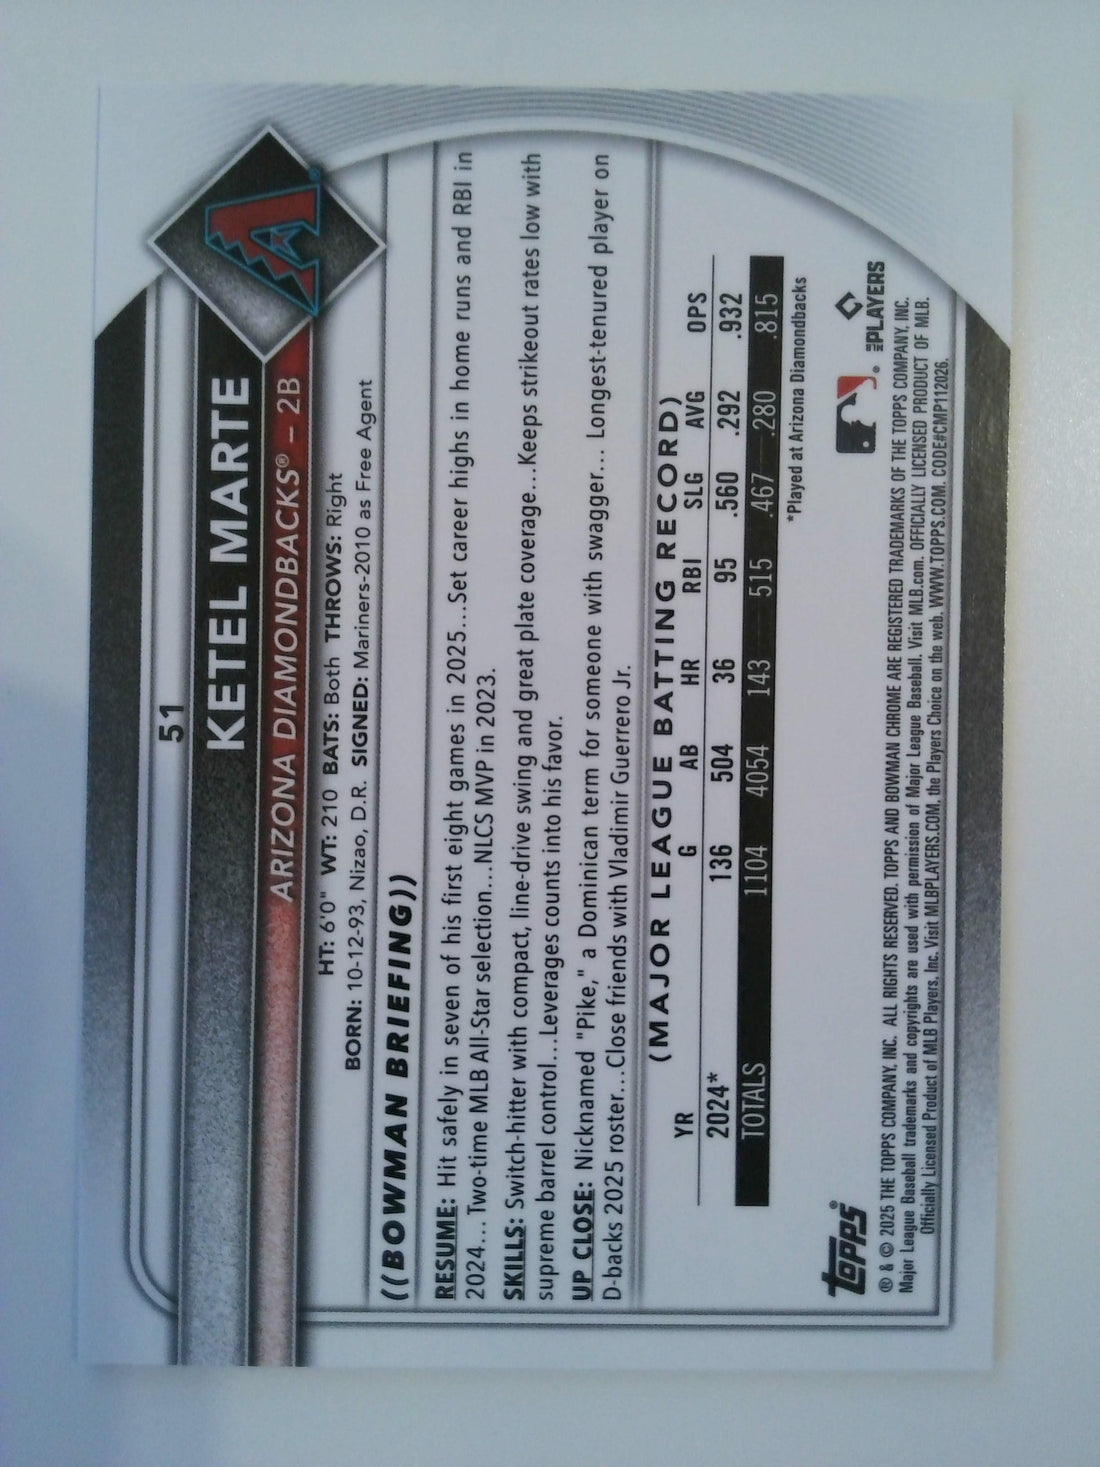 51
KETEL MARTE
ARIZONA DIAMONDBACKS® – 2B
HT: 6'0" WT: 210 BATS: Both THROWS: Right
BORN: 10-12-93, Nizao, D.R. SIGNED: Mariners-2010 as Free Agent
((BOWMAN BRIEFING))
RESUME: Hit safely in seven of his first eight games in 2025...Set career highs in home runs and RBI in
2024... Two-time MLB All-Star selection...NLCS MVP in 2023.
SKILLS: Switch-hitter with compact, line-drive swing and great plate coverage...Keeps strikeout rates low with
supreme barrel control...Leverages counts into his favor.
UP CLOSE: Nicknamed "Pike," a Dominican term for someone with swagger... Longest-tenured player on
D-backs 2025 roster...Close friends with Vladimir Guerrero Jr.
(MAJOR LEAGUE BATTING RECORD)
YR G AB HR RBI SLG AVG OPS
2024* 136 504 36 95 .560 .292 .932
TOTALS 1104 4054 143 515 .467 .280 .815
*Played at Arizona Diamondbacks
topps® ® MLB PLAYERS
® & © 2025 THE TOPPS COMPANY, INC. ALL RIGHTS RESERVED. TOPPS AND BOWMAN CHROME ARE REGISTERED TRADEMARKS OF THE TOPPS COMPANY, INC.
Major League Baseball trademarks and copyrights are used with permission of Major League Baseball. Visit MLB.com. OFFICIALLY LICENSED PRODUCT OF MLB.
Officially Licensed Product of MLB Players, Inc. Visit MLBPLAYERS.COM, the Players Choice on the web. WWW.TOPPS.COM. CODE#CMP112026.